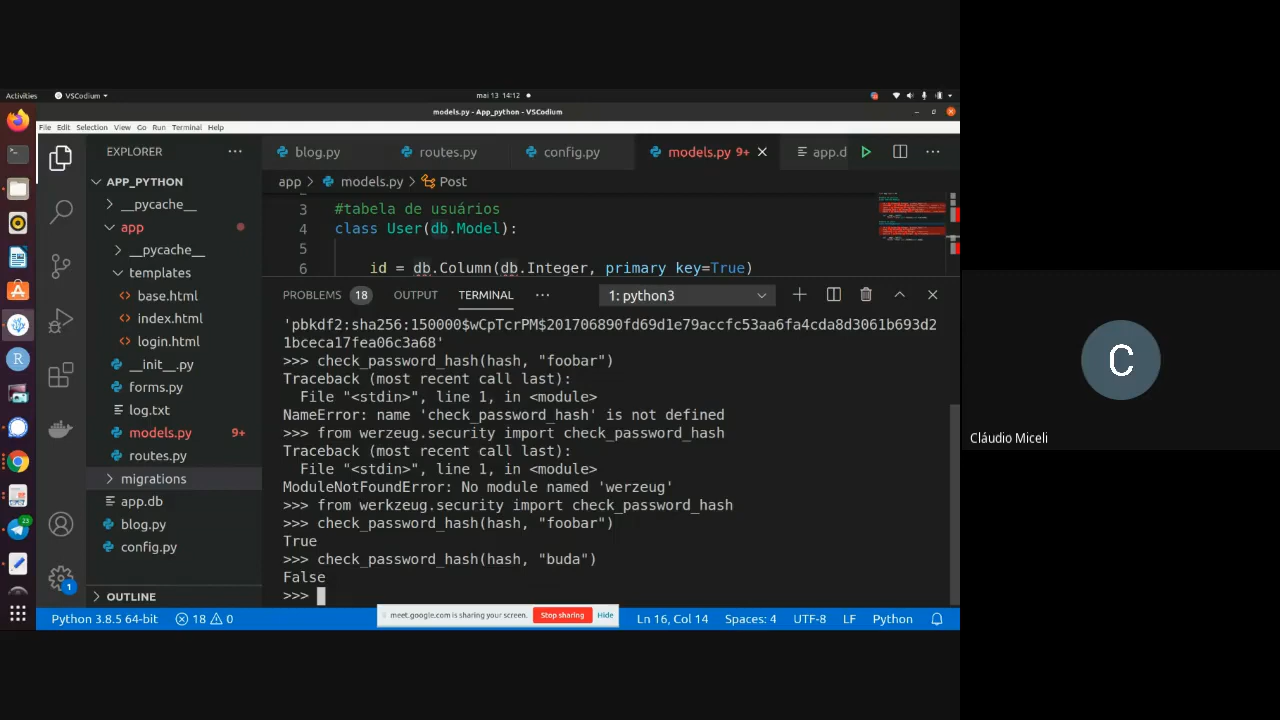 Activities
VSCodium
mai 13 14:12
models.py - App_python - VSCodium
File Edit Selection View Go Run Terminal Help
EXPLORER
APP_PYTHON
__pycache__
app
__pycache__
templates
base.html
index.html
login.html
__init__.py
forms.py
log.txt
models.py 9+
routes.py
migrations
app.db
blog.py
config.py
OUTLINE
blog.py
routes.py
config.py
models.py 9+
app.d
app > models.py > Post
3 #tabela de usuários
4 class User(db.Model):
5
6 id = db.Column(db.Integer, primary key=True)
PROBLEMS 18 OUTPUT TERMINAL
1: python3
'pbkdf2:sha256:150000$wCpTcrPM$201706890fd69d1e79accfc53aa6fa4cda8d3061b693d2
1bceca17fea06c3a68'
>>> check_password_hash(hash, "foobar")
Traceback (most recent call last):
File "<stdin>", line 1, in <module>
NameError: name 'check_password_hash' is not defined
>>> from werzeug.security import check_password_hash
Traceback (most recent call last):
File "<stdin>", line 1, in <module>
ModuleNotFoundError: No module named 'werzeug'
>>> from werkzeug.security import check_password_hash
>>> check_password_hash(hash, "foobar")
True
>>> check_password_hash(hash, "buda")
False
>>>
meet.google.com is sharing your screen.
Stop sharing
Hide
Python 3.8.5 64-bit
18
0
Ln 16, Col 14
Spaces: 4
UTF-8
LF
Python
23
R
1
C
Cláudio Miceli